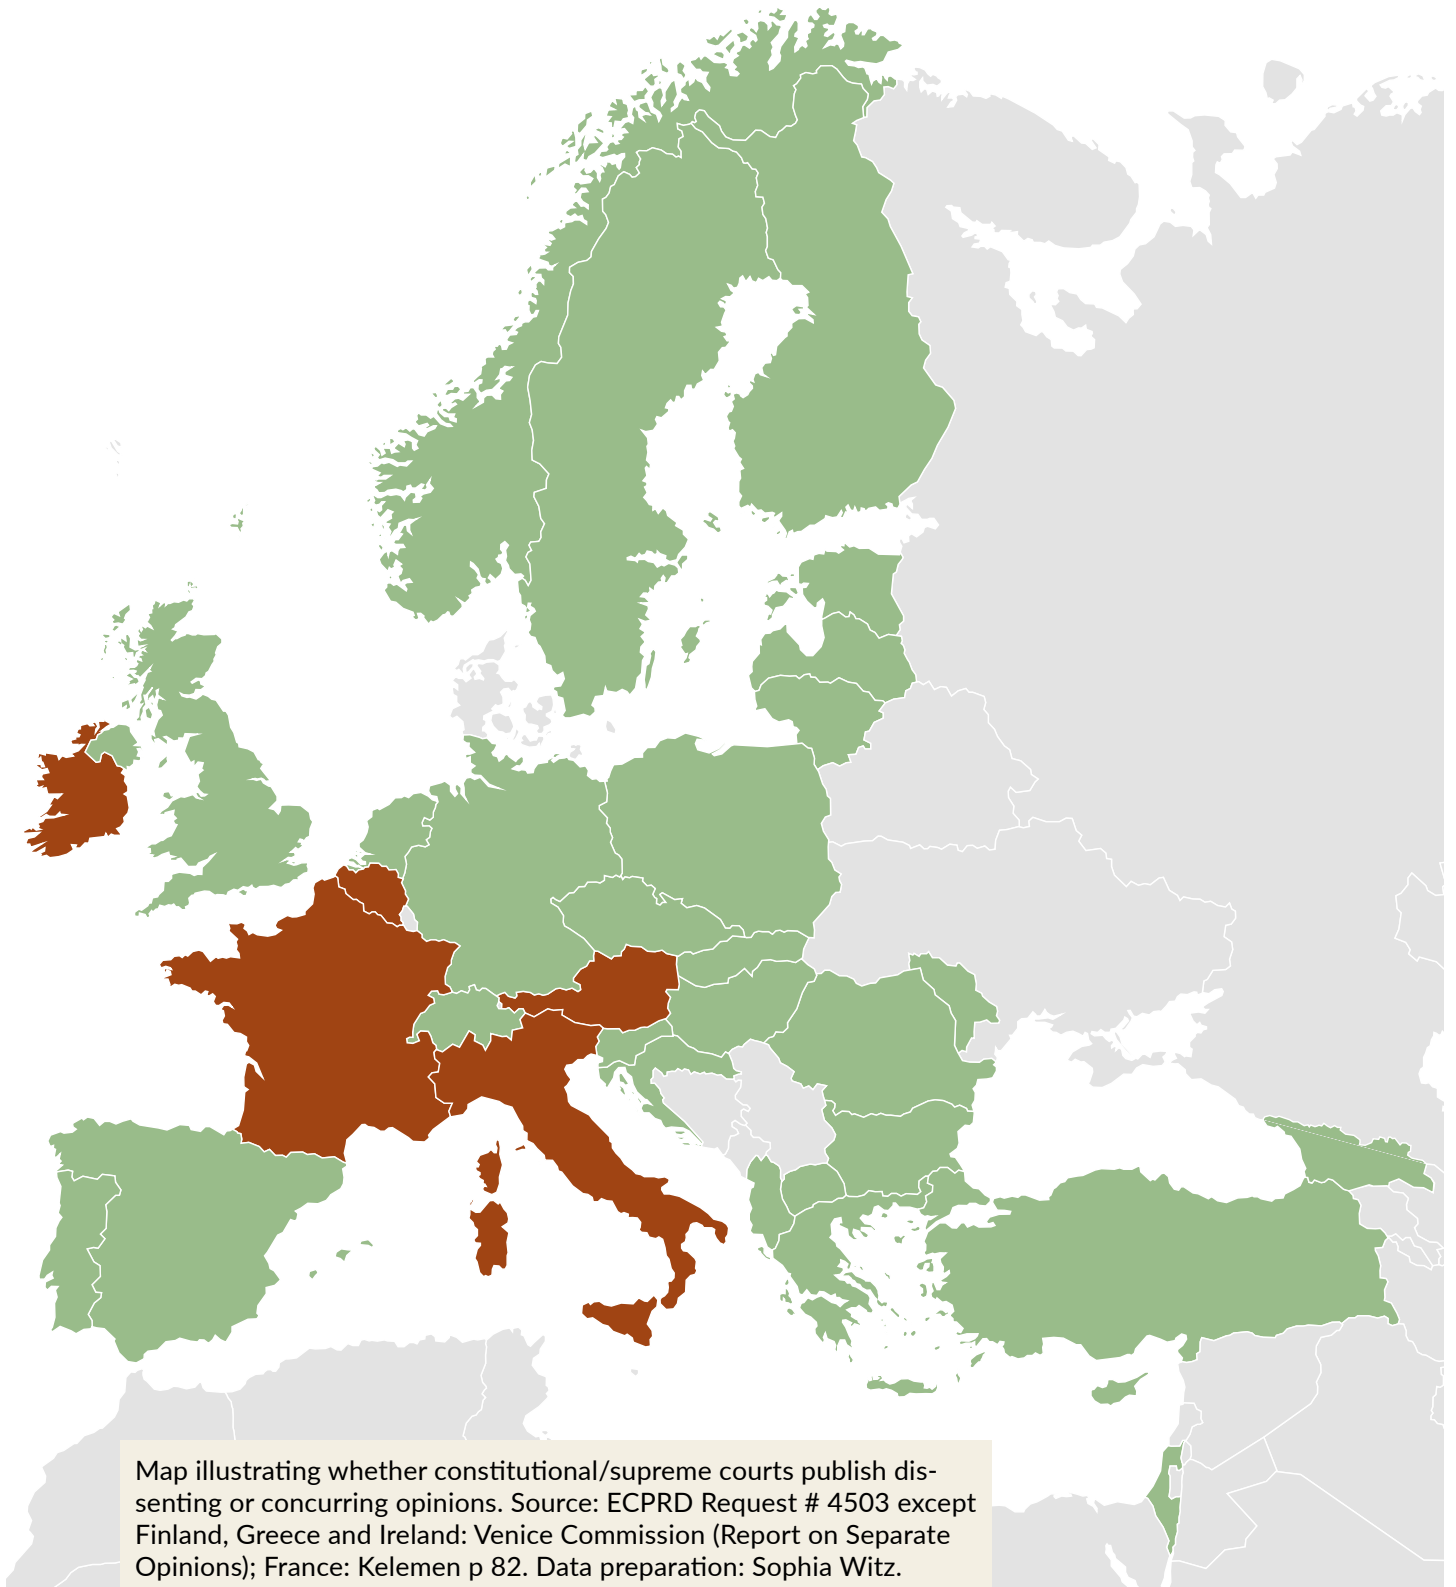 Map illustrating whether constitutional/supreme courts publish dis-
senting or concurring opinions. Source: ECPRD Request # 4503 except
Finland, Greece and Ireland: Venice Commission (Report on Separate
Opinions); France: Kelemen p 82. Data preparation: Sophia Witz.